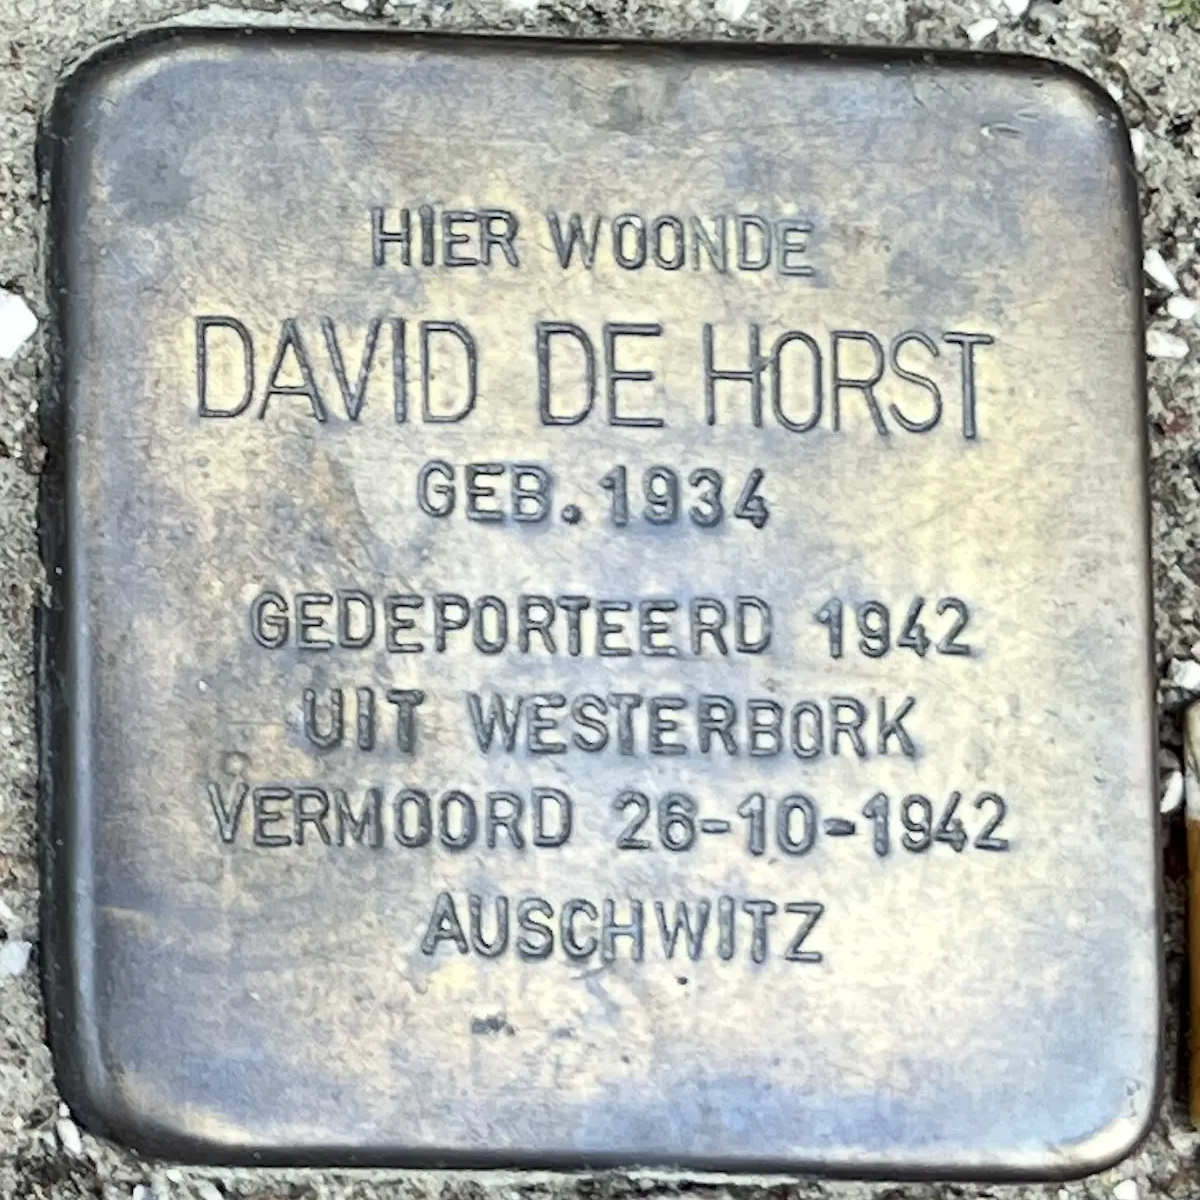 HIER WOONDE
DAVID DE HORST
GEB. 1934
GEDEPORTEERD 1942
UIT WESTERBORK
VERMOORD 26-10-1942
AUSCHWITZ